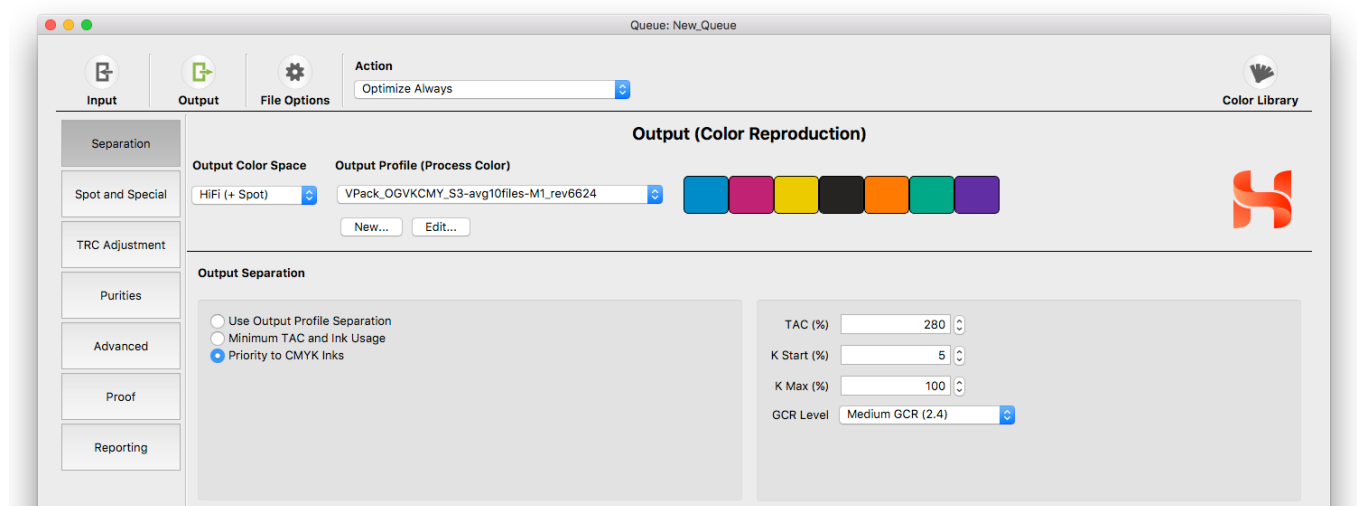 Queue: New_Queue
Input
Output
File Options
Action
Optimize Always
Color Library
Separation
Spot and Special
TRC Adjustment
Purities
Advanced
Proof
Reporting
Output (Color Reproduction)
Output Color Space
HiFi (+ Spot)
Output Profile (Process Color)
VPack_OGVKCMY_S3-avg10files-M1_rev6624
New...
Edit...
Output Separation
Use Output Profile Separation
Minimum TAC and Ink Usage
Priority to CMYK Inks
TAC (%) 280
K Start (%) 5
K Max (%) 100
GCR Level Medium GCR (2.4)